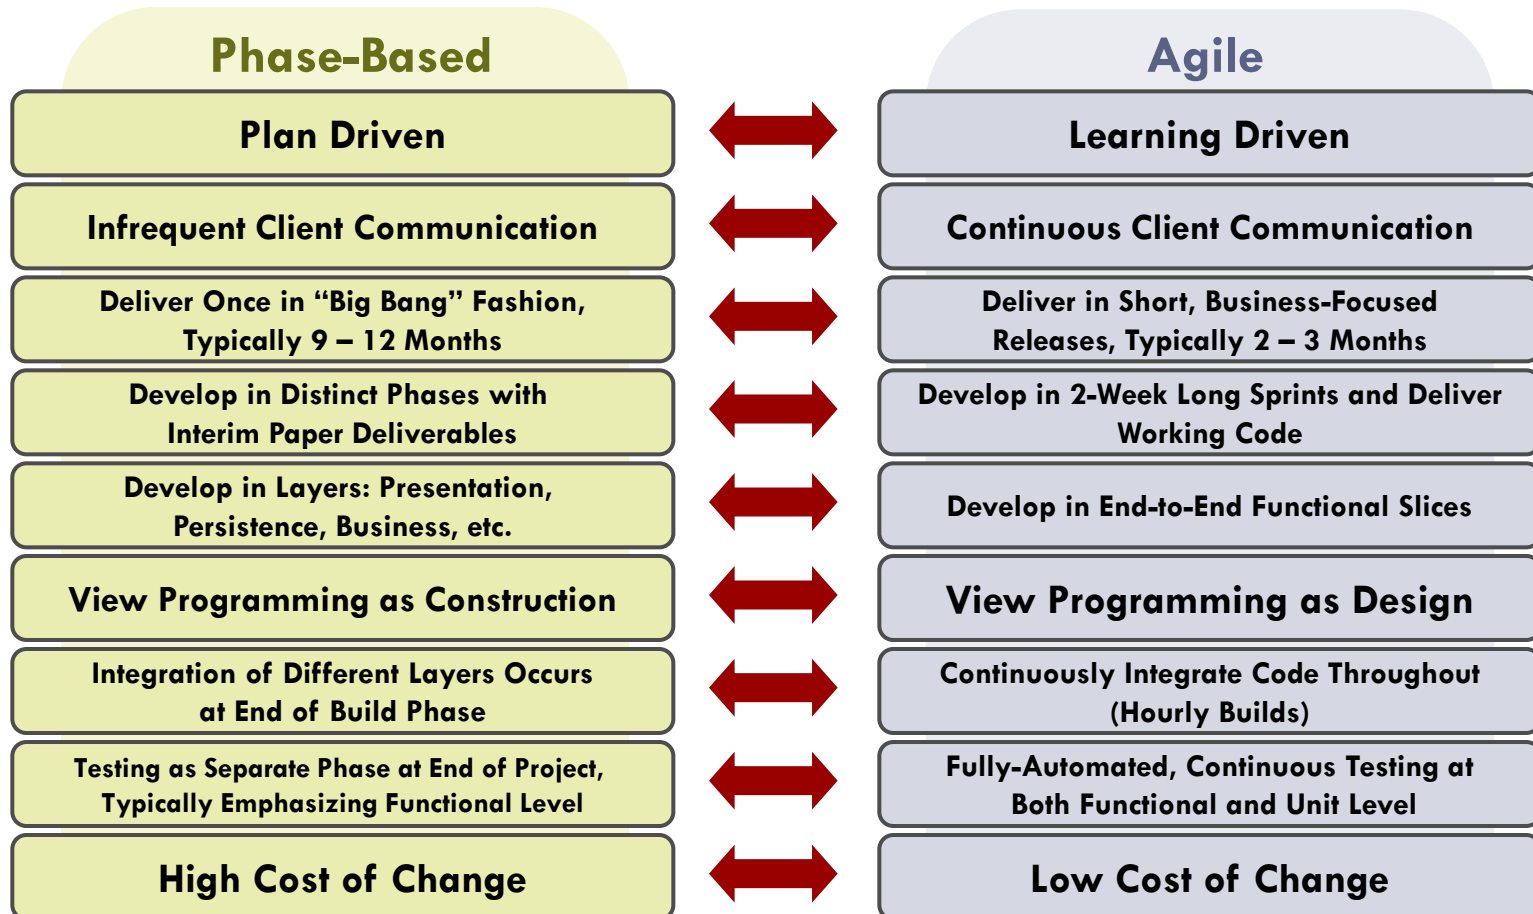 Phase-Based
Agile
Plan Driven
Learning Driven
Infrequent Client Communication
Continuous Client Communication
Deliver Once in “Big Bang” Fashion,
Typically 9 – 12 Months
Deliver in Short, Business-Focused
Releases, Typically 2 – 3 Months
Develop in Distinct Phases with
Interim Paper Deliverables
Develop in 2-Week Long Sprints and Deliver
Working Code
Develop in Layers: Presentation,
Persistence, Business, etc.
Develop in End-to-End Functional Slices
View Programming as Construction
View Programming as Design
Integration of Different Layers Occurs
at End of Build Phase
Continuously Integrate Code Throughout
(Hourly Builds)
Testing as Separate Phase at End of Project,
Typically Emphasizing Functional Level
Fully-Automated, Continuous Testing at
Both Functional and Unit Level
High Cost of Change
Low Cost of Change